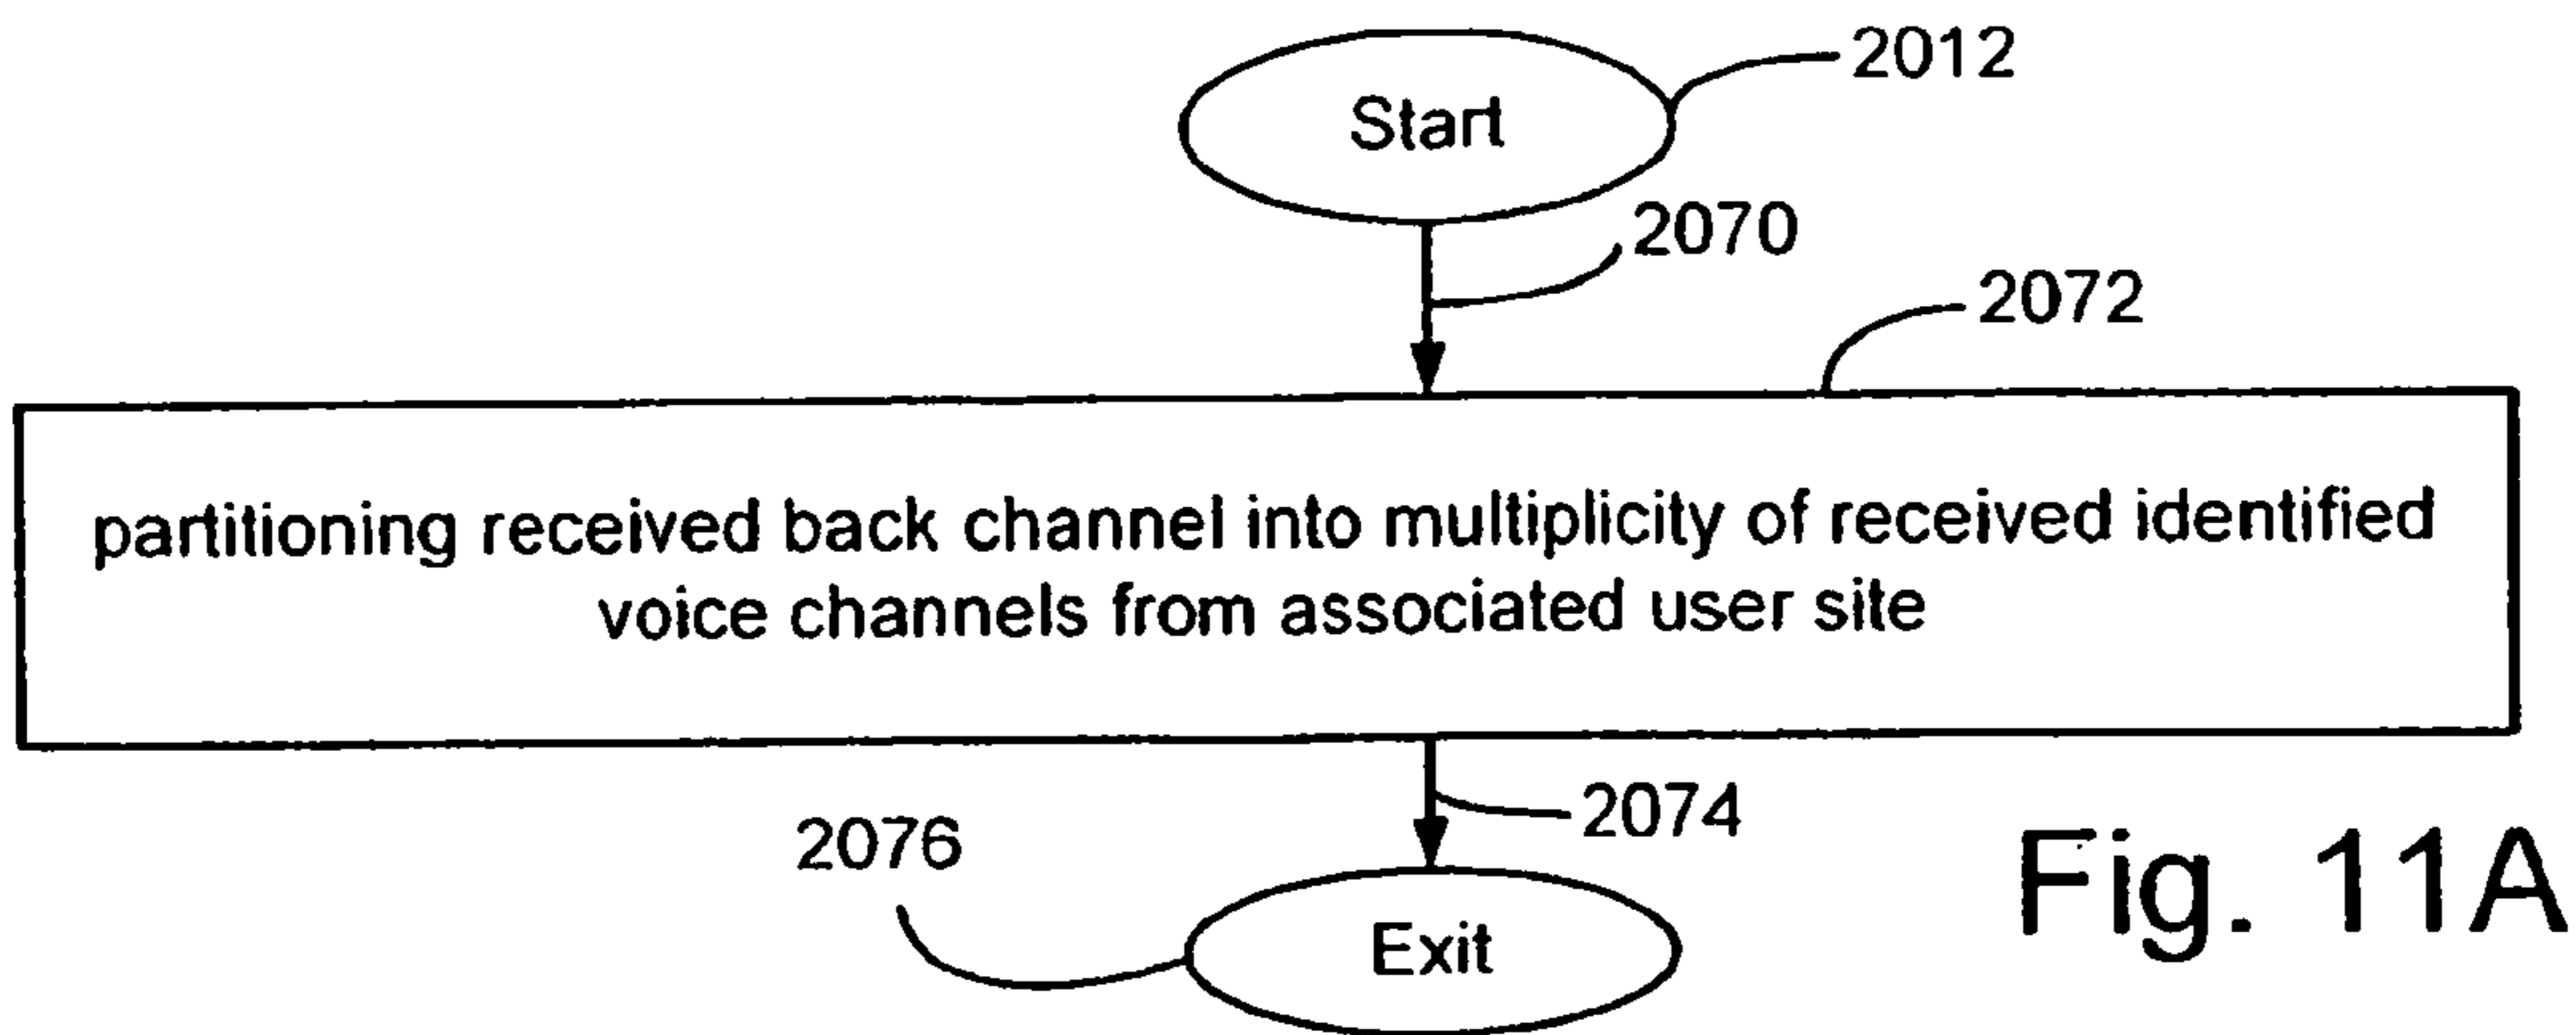 2012
Start
2070
2072
partitioning received back channel into multiplicity of received identified
voice channels from associated user site
2074
2076
Exit
Fig. 11A